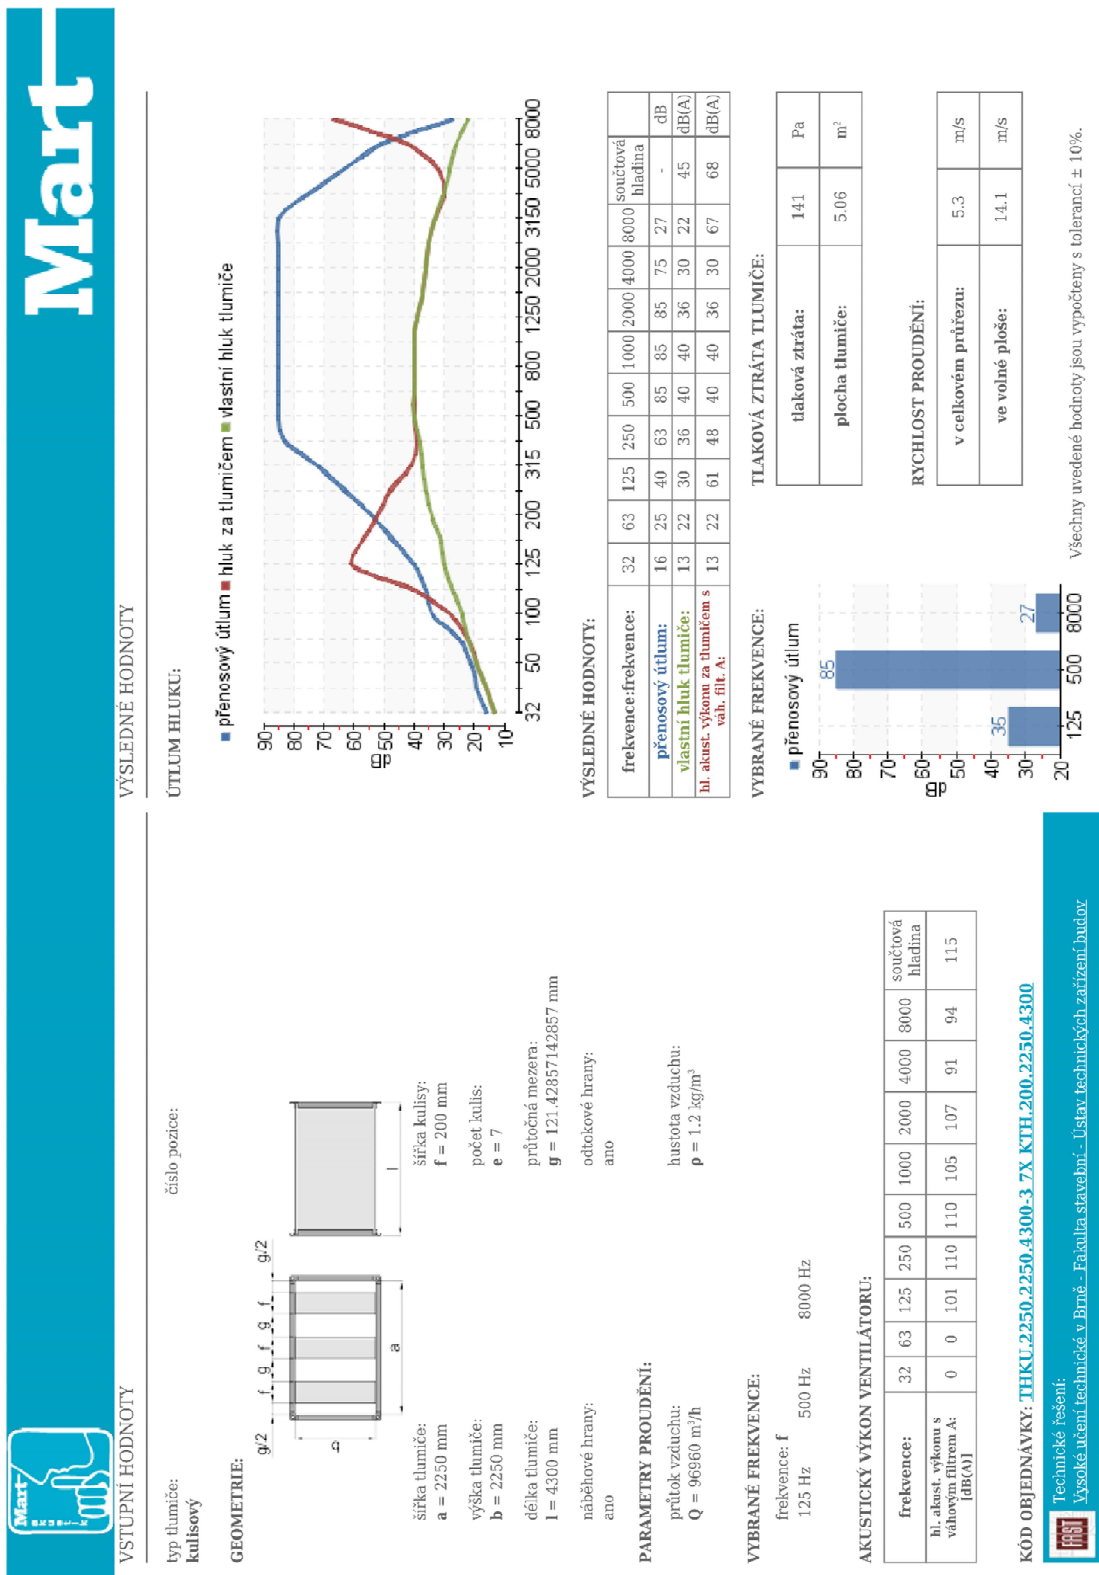 Mart
Mart
VSTUPNÍ HODNOTY
typ tlumiče:
kulisový
číslo pozice:
GEOMETRIE:
g/2 f g f g f g/2
b
a
l
šířka tlumiče:
a = 2250 mm
šířka kulisy:
f = 200 mm
výška tlumiče:
b = 2250 mm
počet kulis:
e = 7
délka tlumiče:
l = 4300 mm
průtočná mezera:
g = 121.42857142857 mm
náběhové hrany:
ano
odtokové hrany:
ano
PARAMETRY PROUDĚNÍ:
průtok vzduchu:
Q = 96960 m³/h
hustota vzduchu:
ρ = 1.2 kg/m³
VYBRANÉ FREKVENCE:
frekvence: f
125 Hz 500 Hz 8000 Hz
AKUSTICKÝ VÝKON VENTILÁTORU:
frekvence: 32 63 125 250 500 1000 2000 4000 8000 součtová hladina
hl. akust. výkonu s váhovým filtrem A: [dB(A)] 0 0 101 110 110 105 107 91 94 115
KÓD OBJEDNÁVKY: THKU.2250.2250.4300-3 7X KTH.200.2250.4300
FAST
Technické řešení:
Vysoké učení technické v Brně - Fakulta stavební - Ústav technických zařízení budov
VÝSLEDNÉ HODNOTY
ÚTLUM HLUKU:
přenosový útlum hluk za tlumičem vlastní hluk tlumiče
90
80
70
60
50
40
30
20
10
dB
32 50 100 125 200 315 500 800 1250 2000 3150 5000 8000
VÝSLEDNÉ HODNOTY:
frekvence:frekvence 32 63 125 250 500 1000 2000 4000 8000 součtová hladina
přenosový útlum: 16 25 40 63 85 85 85 75 27 - dB
vlastní hluk tlumiče: 13 22 30 36 40 40 36 30 22 45 dB(A)
hl. akust. výkonu za tlumičem s váh. filt. A: 13 22 61 48 40 40 36 30 67 68 dB(A)
VYBRANÉ FREKVENCE:
přenosový útlum
90
80
70
60
50
40
30
20
dB
35 85 27
125 500 8000
TLAKOVÁ ZTRÁTA TLUMIČE:
tlaková ztráta: 141 Pa
plocha tlumiče: 5.06 m²
RYCHLOST PROUDĚNÍ:
v celkovém průřezu: 5.3 m/s
ve volné ploše: 14.1 m/s
Všechny uvedené hodnoty jsou vypočteny s tolerancí ± 10%.